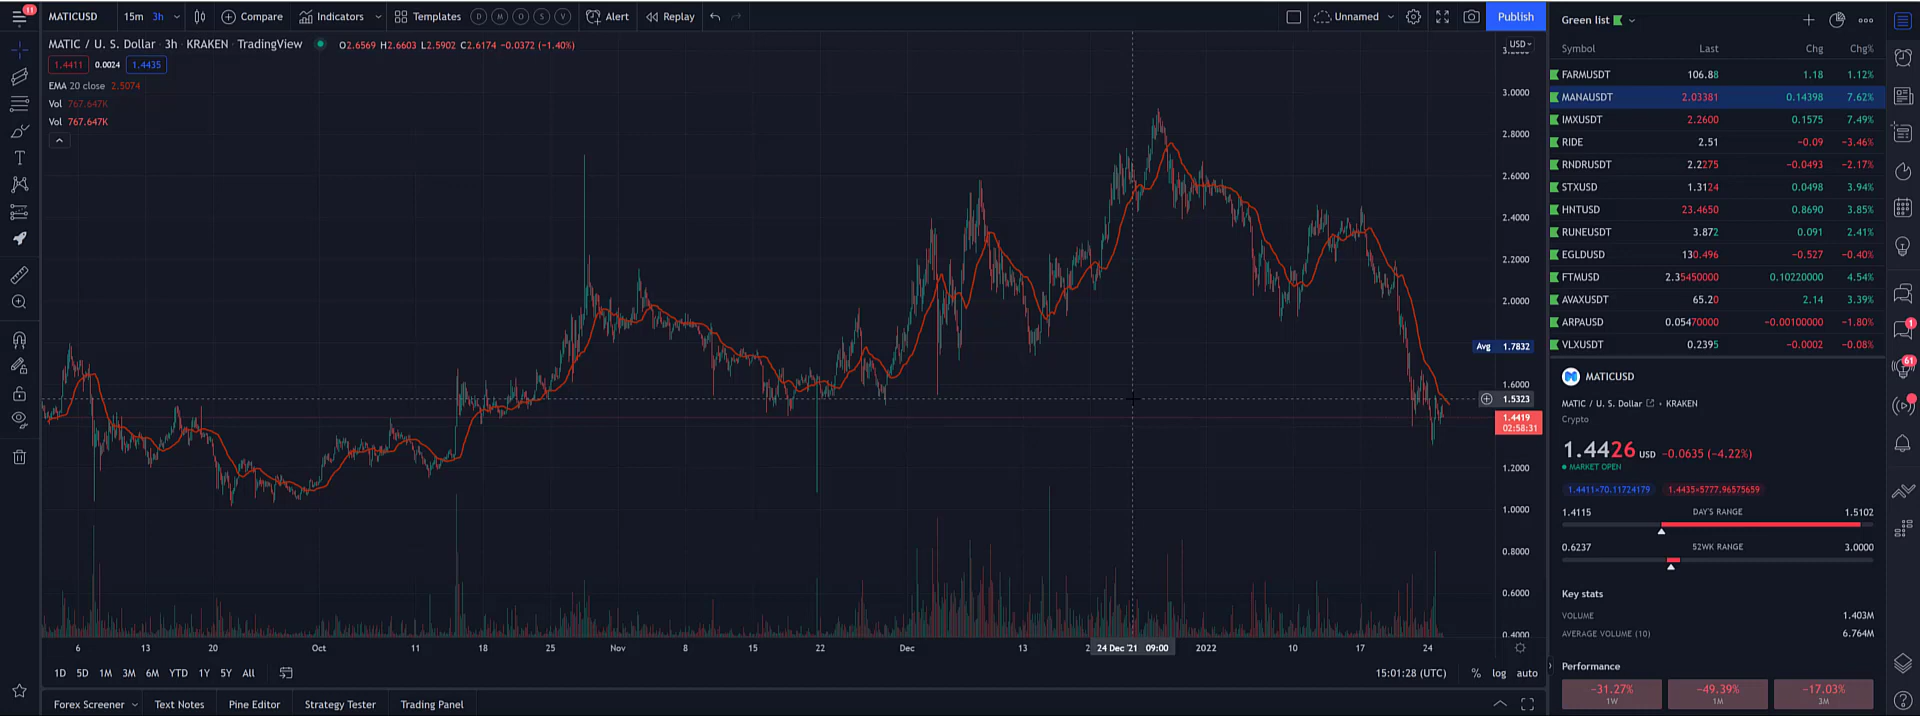 11
MATICUSD 15m 3h Compare Indicators Templates D M O S V Alert Replay Unnamed Publish
MATIC / U. S. Dollar · 3h · KRAKEN · TradingView O2.6569 H2.6603 L2.5902 C2.6174 −0.0372 (−1.40%)
1.4411 0.0024 1.4435
EMA 20 close 2.5074
Vol 767.647K
Vol 767.647K
USD
3.0000
2.8000
2.6000
2.4000
2.2000
2.0000
Avg 1.7832
1.6000
1.5323
1.4419
02:58:31
1.2000
1.0000
0.8000
0.6000
0.4000
6 13 20 Oct 11 18 25 Nov 8 15 22 Dec 13 24 Dec '21 09:00 2022 10 17 24
1D 5D 1M 3M 6M YTD 1Y 5Y All 15:01:28 (UTC) % log auto
Forex Screener Text Notes Pine Editor Strategy Tester Trading Panel
Green list
Symbol Last Chg Chg%
FARMUSDT 106.88 1.18 1.12%
MANAUSDT 2.03381 0.14398 7.62%
IMXUSDT 2.2600 0.1575 7.49%
RIDE 2.51 −0.09 −3.46%
RNDRUSDT 2.2275 −0.0493 −2.17%
STXUSD 1.3124 0.0498 3.94%
HNTUSD 23.4650 0.8690 3.85%
RUNEUSDT 3.872 0.091 2.41%
EGLDUSD 130.496 −0.527 −0.40%
FTMUSD 2.35450000 0.10220000 4.54%
AVAXUSDT 65.20 2.14 3.39%
ARPAUSD 0.05470000 −0.00100000 −1.80%
VLXUSDT 0.2395 −0.0002 −0.08%
MATICUSD
MATIC / U. S. Dollar • KRAKEN
Crypto
1.4426 USD −0.0635 (−4.22%)
MARKET OPEN
1.4411×70.11724179 1.4435×5777.96575659
1.4115 DAY'S RANGE 1.5102
0.6237 52WK RANGE 3.0000
Key stats
VOLUME 1.403M
AVERAGE VOLUME (10) 6.764M
Performance
−31.27% −49.39% −17.03%
1W 1M 3M
1
61